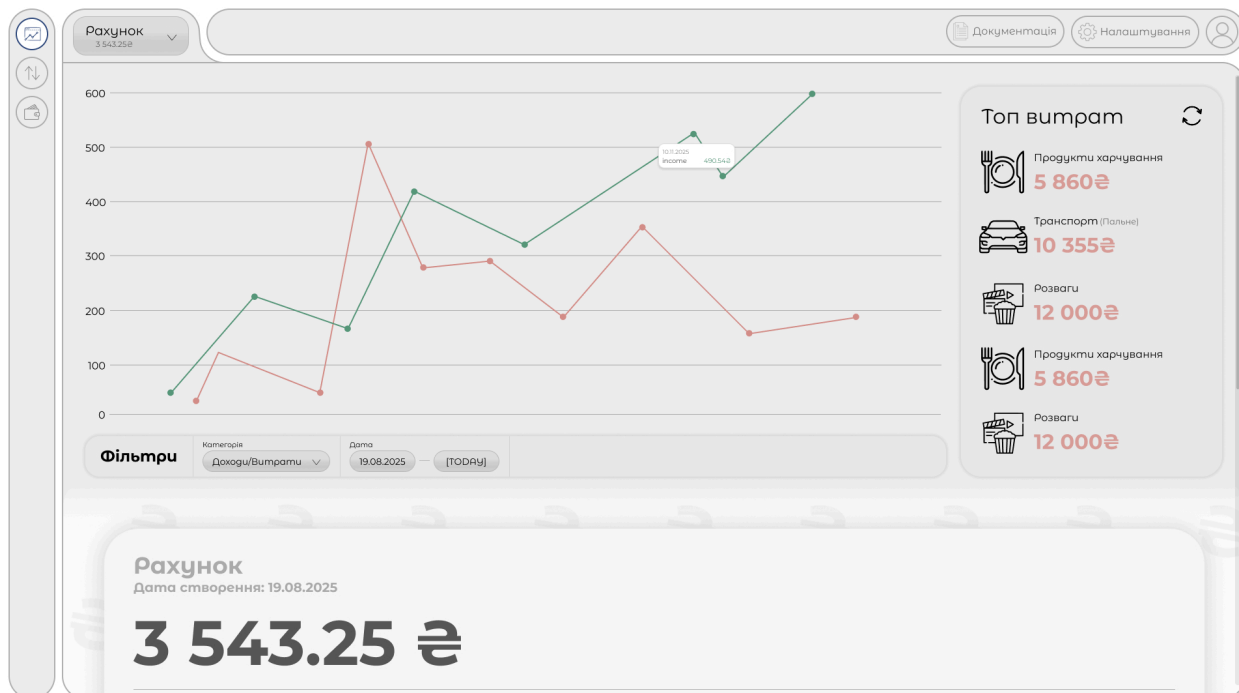 Рахунок
3 543.25₴
Документація
Налаштування
600
500
400
300
200
100
0
10.11.2025
income 490.54₴
Топ витрат
Продукти харчування
5 860₴
Транспорт (Пальне)
10 355₴
Розваги
12 000₴
Продукти харчування
5 860₴
Розваги
12 000₴
Фільтри
Категорія
Доходи/Витрати
Дата
19.08.2025 — [TODAY]
Рахунок
Дата створення: 19.08.2025
3 543.25 ₴